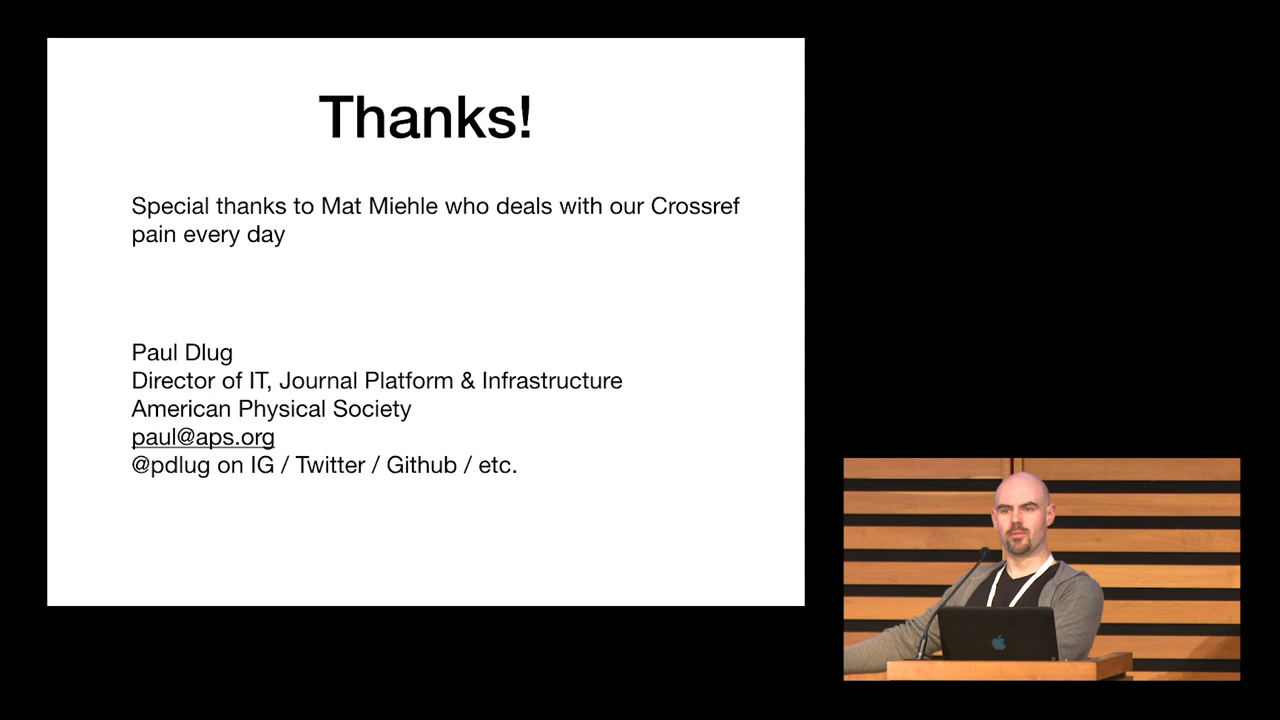 Thanks!
Special thanks to Mat Miehle who deals with our Crossref
pain every day
Paul Dlug
Director of IT, Journal Platform & Infrastructure
American Physical Society
paul@aps.org
@pdlug on IG / Twitter / Github / etc.